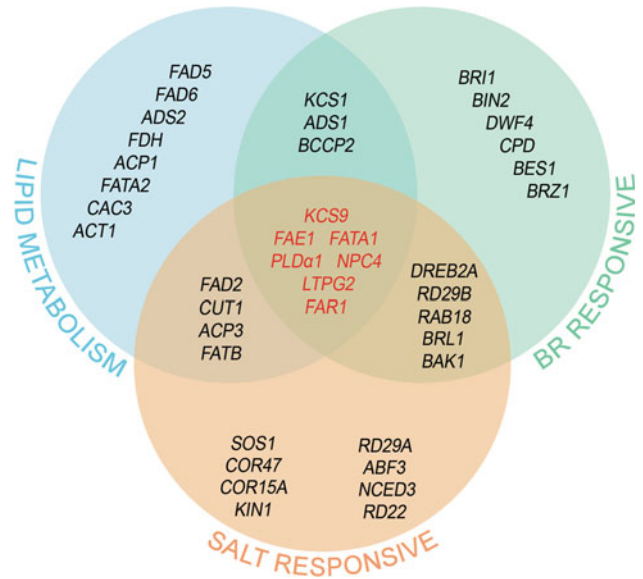 FAD5
FAD6
ADS2
FDH
ACP1
FATA2
CAC3
ACT1
KCS1
ADS1
BCCP2
BRI1
BIN2
DWF4
CPD
BES1
BRZ1
KCS9
FAE1 FATA1
PLDα1 NPC4
LTPG2
FAR1
FAD2
CUT1
ACP3
FATB
DREB2A
RD29B
RAB18
BRL1
BAK1
SOS1
COR47
COR15A
KIN1
RD29A
ABF3
NCED3
RD22
LIPID METABOLISM
BR RESPONSIVE
SALT RESPONSIVE